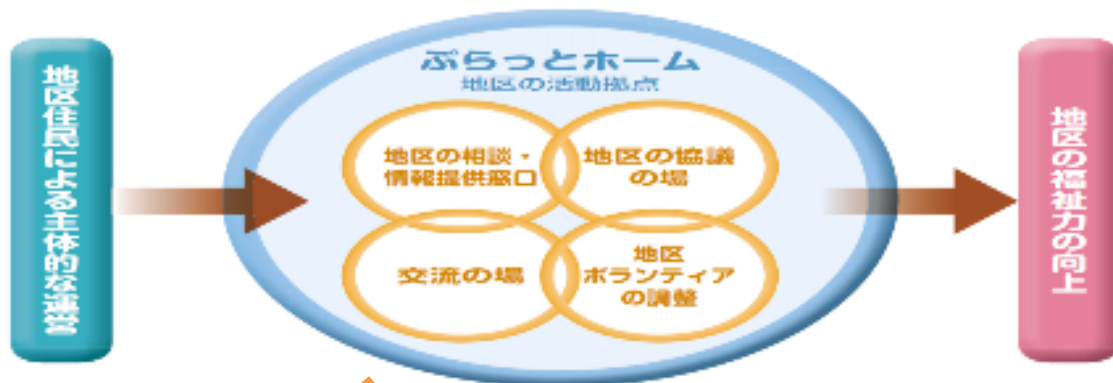 地区住民による主体的な運営
ぷらっとホーム
地区の活動拠点
地区の相談・
情報提供窓口
地区の協議
の場
交流の場
地区
ボランティア
の調整
地区の福祉力の向上